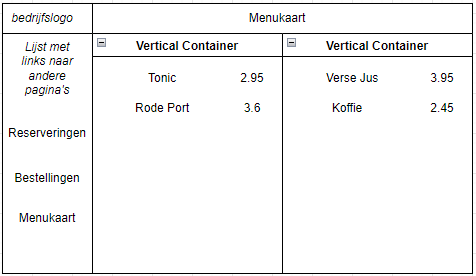 bedrijfslogo
Menukaart
Lijst met
links naar
andere
pagina's
Reserveringen
Bestellingen
Menukaart
Vertical Container
Tonic 2.95
Rode Port 3.6
Vertical Container
Verse Jus 3.95
Koffie 2.45